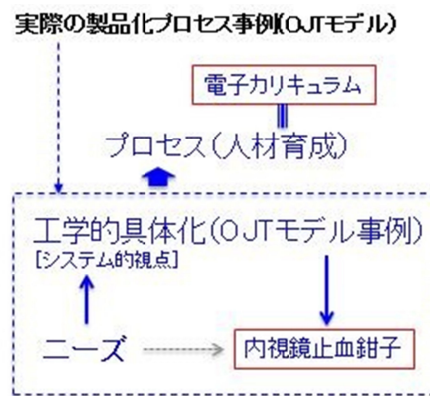 実際の製品化プロセス事例(OJTモデル)
電子カリキュラム
プロセス(人材育成)
工学的具体化(OJTモデル事例)
[システム的視点]
ニーズ
内視鏡止血鉗子